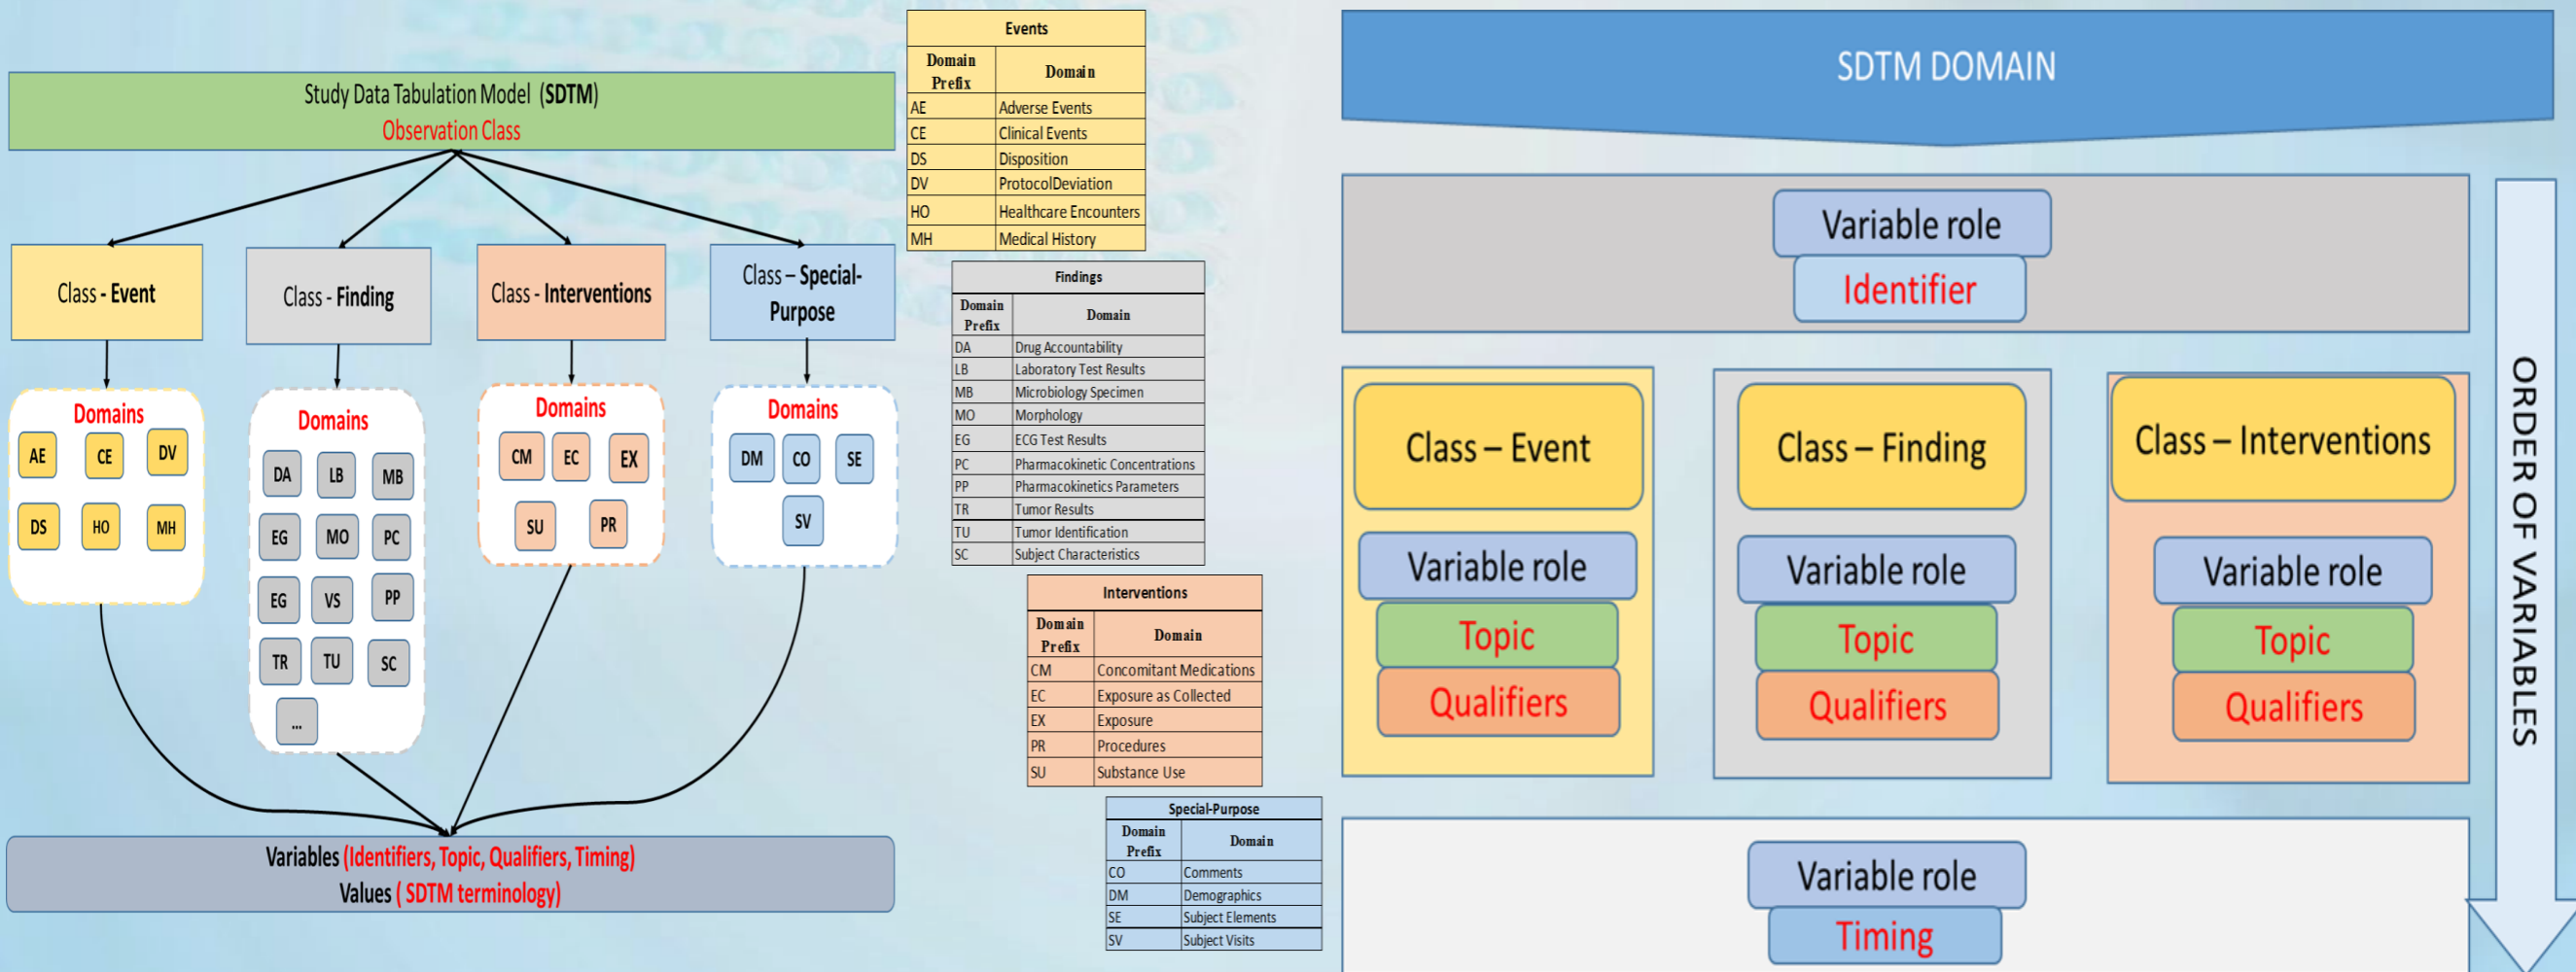 Study Data Tabulation Model (SDTM)
Observation Class
Class - Event
Class - Finding
Class - Interventions
Class – Special-
Purpose
Domains
AE CE DV
DS HO MH
Domains
DA LB MB
EG MO PC
EG VS PP
TR TU SC
...
Domains
CM EC EX
SU PR
Domains
DM CO SE
SV
Variables (Identifiers, Topic, Qualifiers, Timing)
Values ( SDTM terminology)
Events
Domain
Prefix
Domain
AE Adverse Events
CE Clinical Events
DS Disposition
DV ProtocolDeviation
HO Healthcare Encounters
MH Medical History
Findings
Domain
Prefix
Domain
DA Drug Accountability
LB Laboratory Test Results
MB Microbiology Specimen
MO Morphology
EG ECG Test Results
PC Pharmacokinetic Concentrations
PP Pharmacokinetics Parameters
TR Tumor Results
TU Tumor Identification
SC Subject Characteristics
Interventions
Domain
Prefix
Domain
CM Concomitant Medications
EC Exposure as Collected
EX Exposure
PR Procedures
SU Substance Use
Special-Purpose
Domain
Prefix
Domain
CO Comments
DM Demographics
SE Subject Elements
SV Subject Visits
SDTM DOMAIN
Variable role
Identifier
Class – Event
Variable role
Topic
Qualifiers
Class – Finding
Variable role
Topic
Qualifiers
Class – Interventions
Variable role
Topic
Qualifiers
Variable role
Timing
ORDER OF VARIABLES